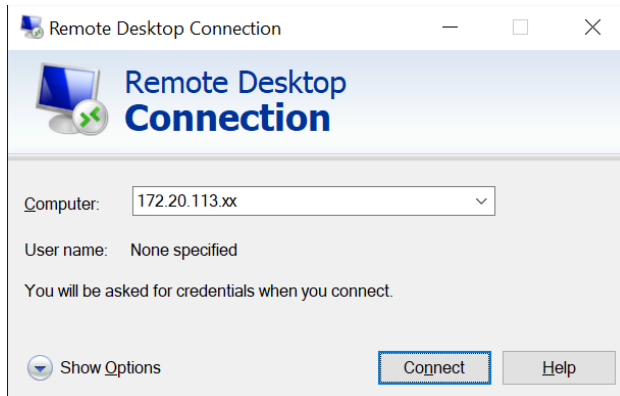 Remote Desktop Connection
Remote Desktop
Connection
Computer: 172.20.113.xx
User name: None specified
You will be asked for credentials when you connect.
Show Options Connect Help